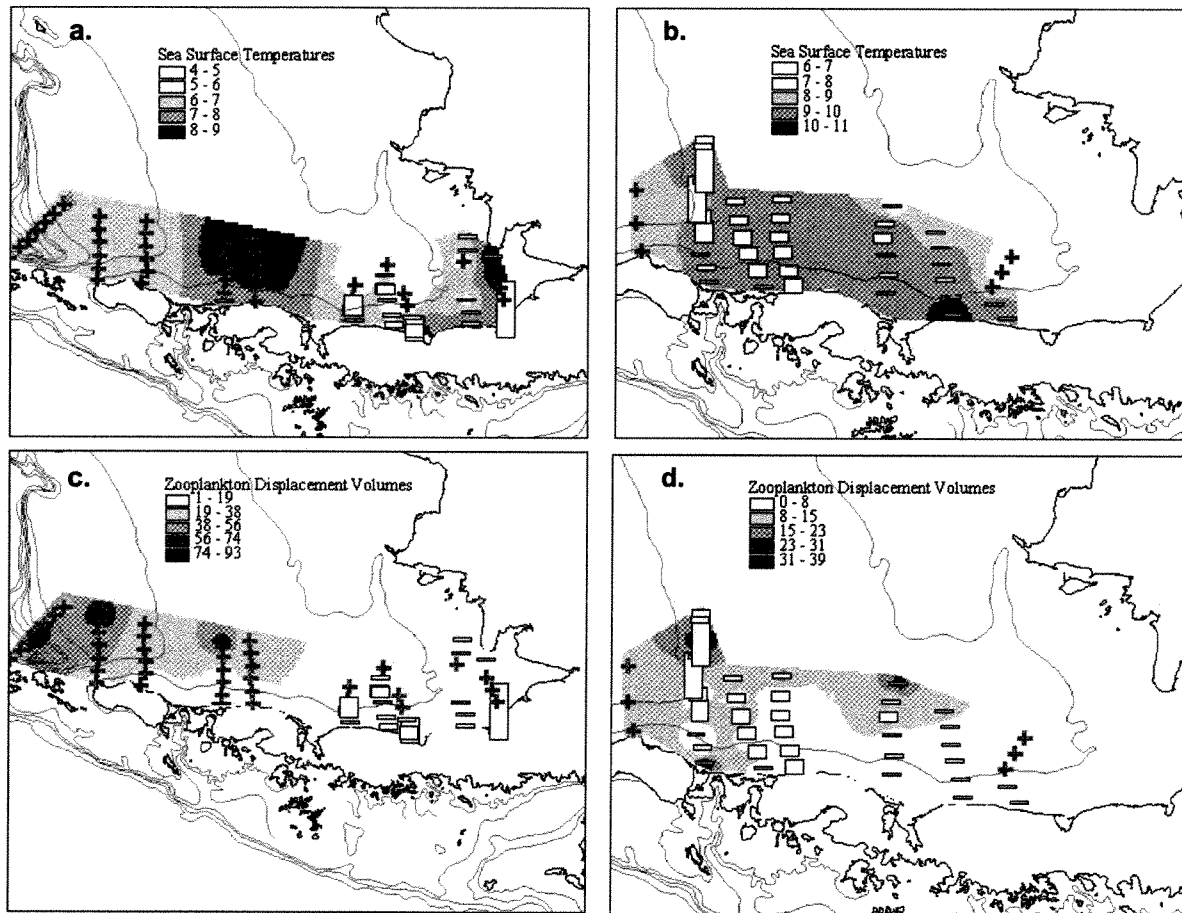 a.
Sea Surface Temperatures
4 - 5
5 - 6
6 - 7
7 - 8
8 - 9
b.
Sea Surface Temperatures
6 - 7
7 - 8
8 - 9
9 - 10
10 - 11
c.
Zooplankton Displacement Volumes
1 - 19
19 - 38
38 - 56
56 - 74
74 - 93
d.
Zooplankton Displacement Volumes
0 - 8
8 - 15
15 - 23
23 - 31
31 - 39